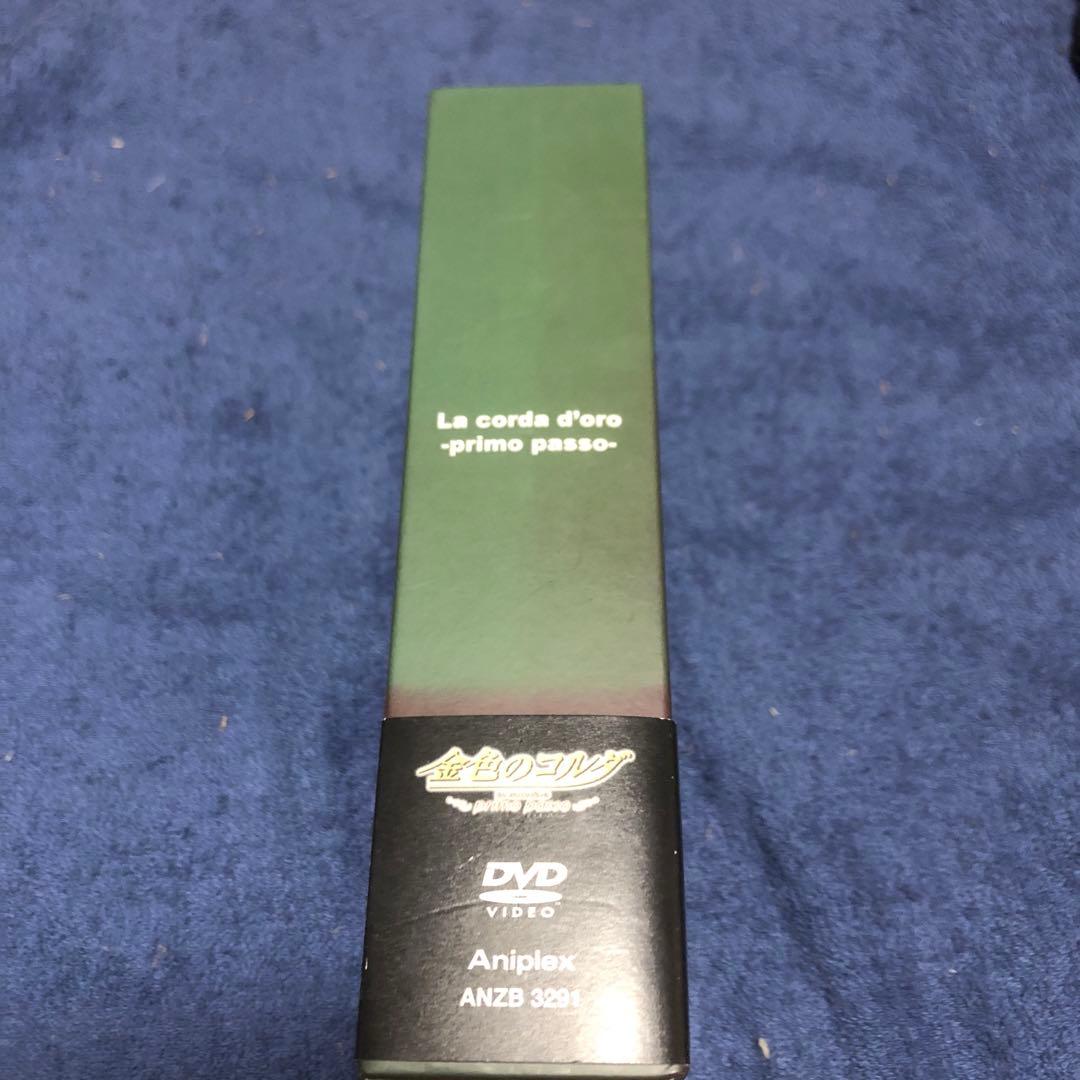 La corda d'oro
-primo passo-
金色のコルダ
primo passo
DVD
VIDEO
Aniplex
ANZB 3291